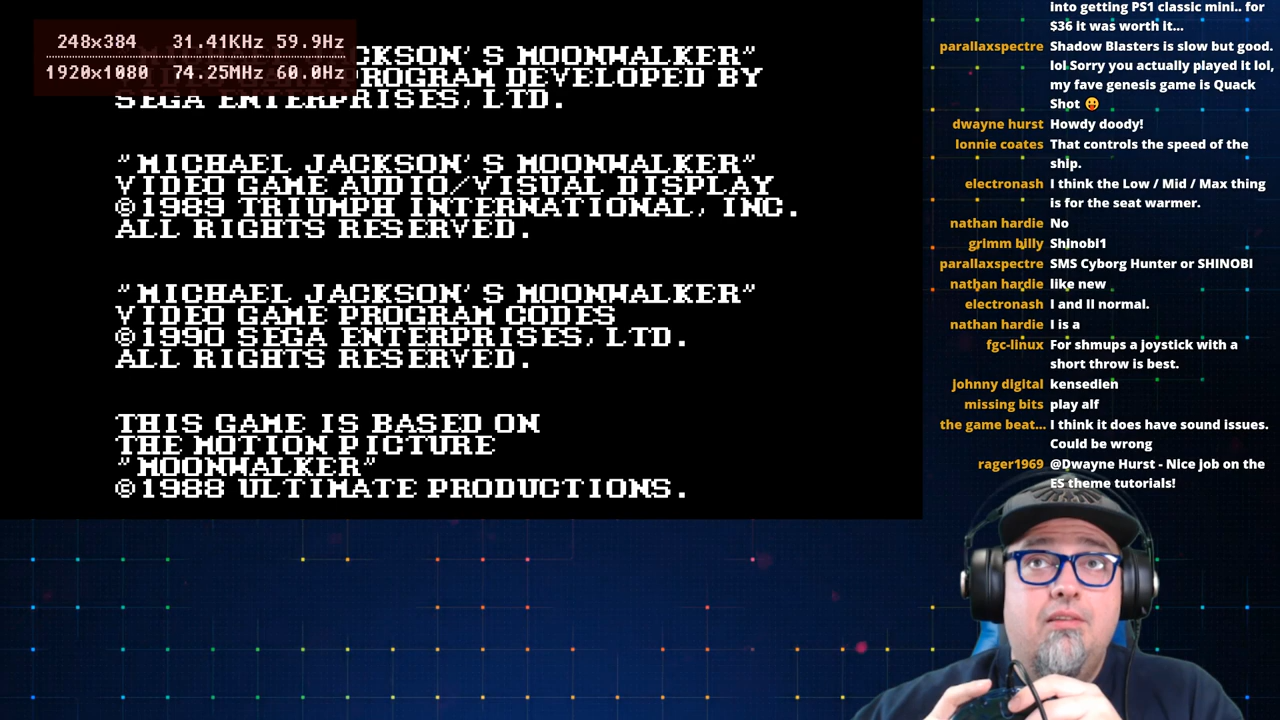 248x384 31.41KHz 59.9Hz
1920x1080 74.25MHz 60.0Hz
JACKSON'S MOONWALKER"
PROGRAM DEVELOPED BY
SEGA ENTERPRISES, LTD.
"MICHAEL JACKSON'S MOONWALKER"
VIDEO GAME AUDIO/VISUAL DISPLAY
©1989 TRIUMPH INTERNATIONAL, INC.
ALL RIGHTS RESERVED.
"MICHAEL JACKSON'S MOONWALKER"
VIDEO GAME PROGRAM CODES
©1990 SEGA ENTERPRISES, LTD.
ALL RIGHTS RESERVED.
THIS GAME IS BASED ON
THE MOTION PICTURE
"MOONWALKER"
©1988 ULTIMATE PRODUCTIONS.
into getting PS1 classic mini.. for
$36 it was worth it...
parallaxspectre Shadow Blasters is slow but good.
lol Sorry you actually played it lol,
my fave genesis game is Quack
Shot 😛
dwayne hurst Howdy doody!
lonnie coates That controls the speed of the
ship.
electronash I think the Low / Mid / Max thing
is for the seat warmer.
nathan hardie No
grimm billy Shinobi1
parallaxspectre SMS Cyborg Hunter or SHINOBI
nathan hardie like new
electronash I and II normal.
nathan hardie I is a
fgc-linux For shmups a joystick with a
short throw is best.
johnny digital kensedien
missing bits play alf
the game beat... I think it does have sound issues.
Could be wrong
rager1969 @Dwayne Hurst - Nice job on the
ES theme tutorials!